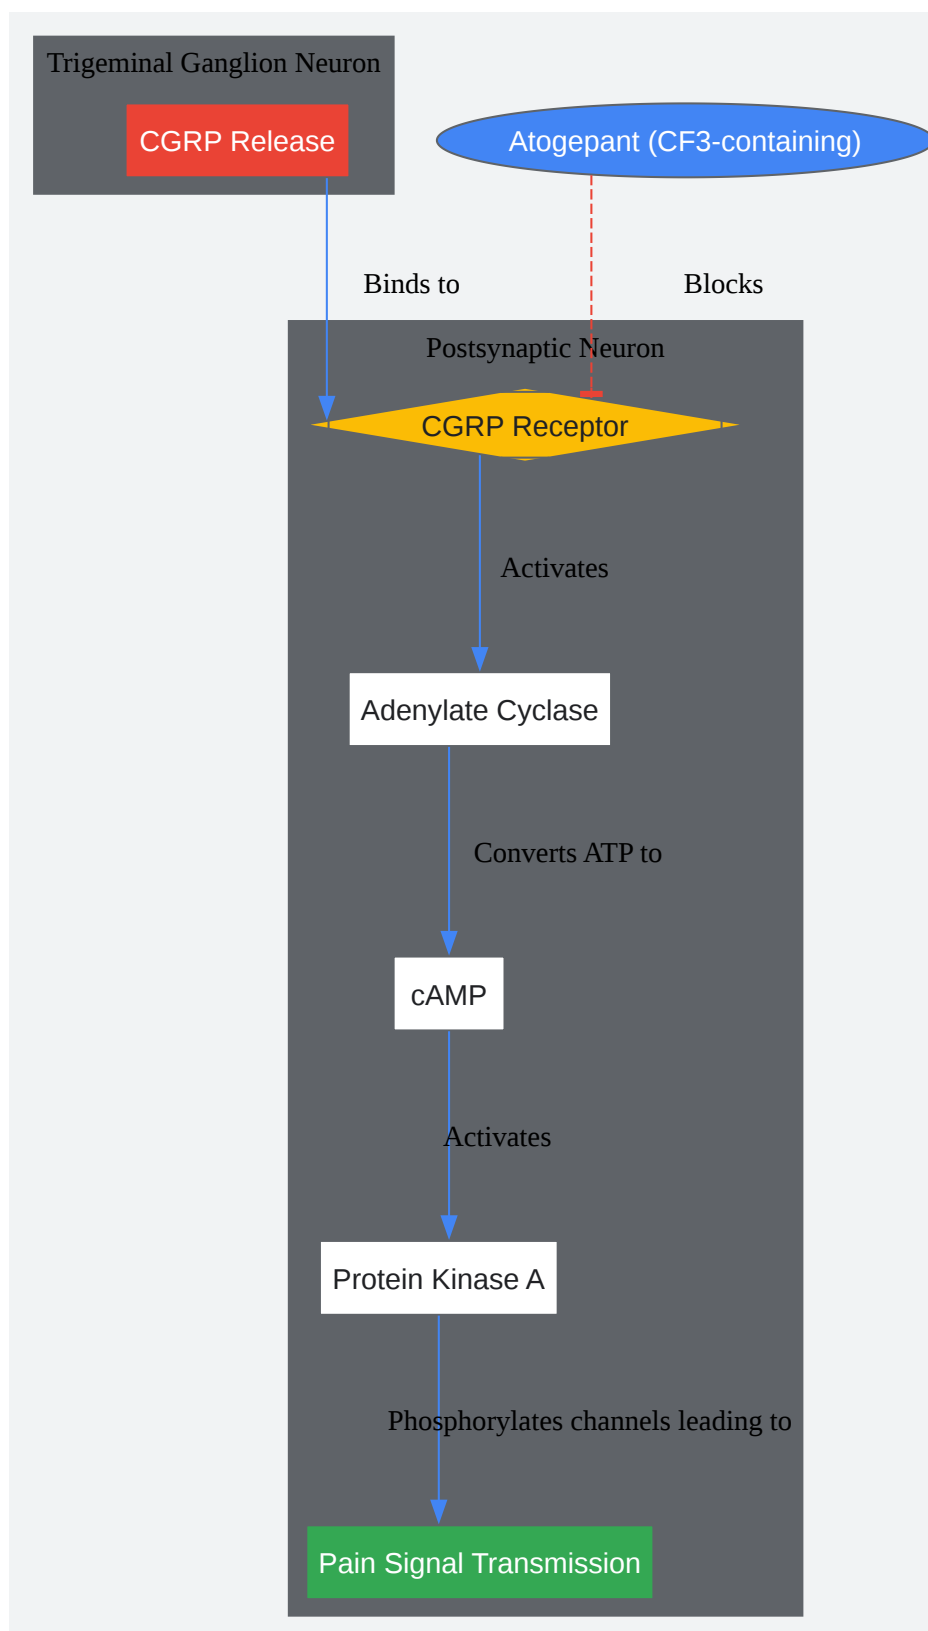 Trigeminal Ganglion Neuron
CGRP Release
Atogepant (CF3-containing)
Binds to
Blocks
Postsynaptic Neuron
CGRP Receptor
Activates
Adenylate Cyclase
Converts ATP to
cAMP
Activates
Protein Kinase A
Phosphorylates channels leading to
Pain Signal Transmission